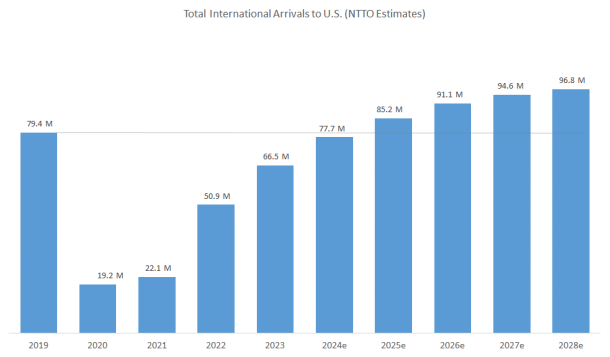 Total International Arrivals to U.S. (NTTO Estimates)
79.4 M
19.2 M
22.1 M
50.9 M
66.5 M
77.7 M
85.2 M
91.1 M
94.6 M
96.8 M
2019 2020 2021 2022 2023 2024e 2025e 2026e 2027e 2028e